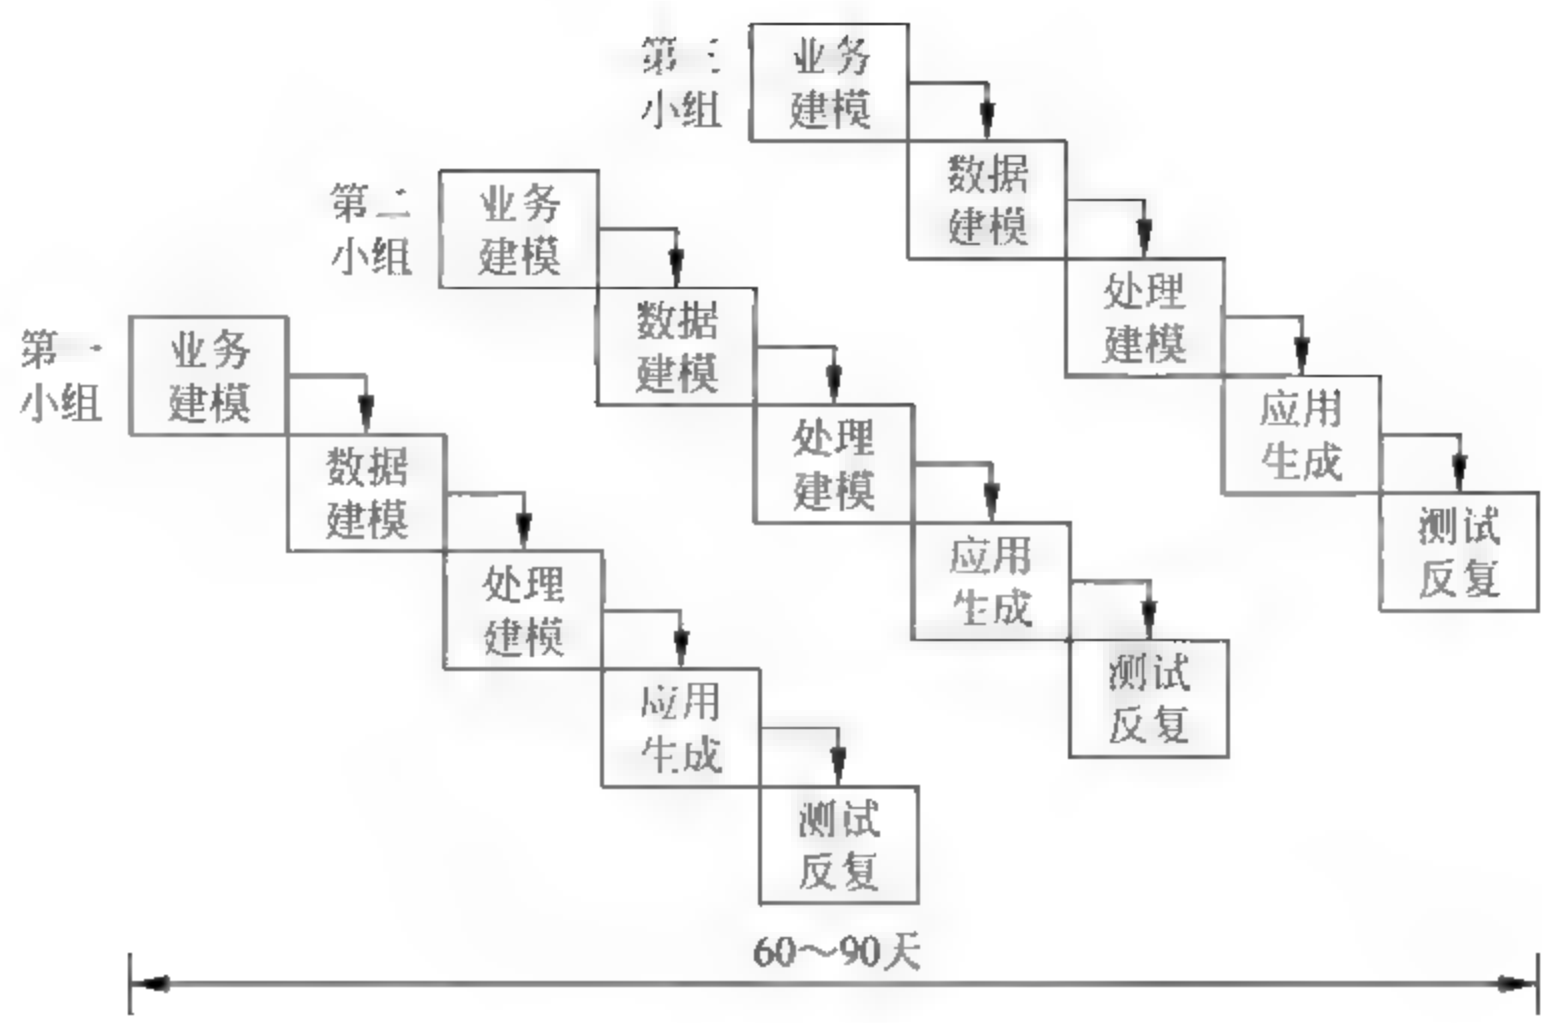 第三
小组
业务
建模
数据
建模
处理
建模
应用
生成
测试
反复
第二
小组
业务
建模
数据
建模
处理
建模
应用
生成
测试
反复
第一
小组
业务
建模
数据
建模
处理
建模
应用
生成
测试
反复
60～90天